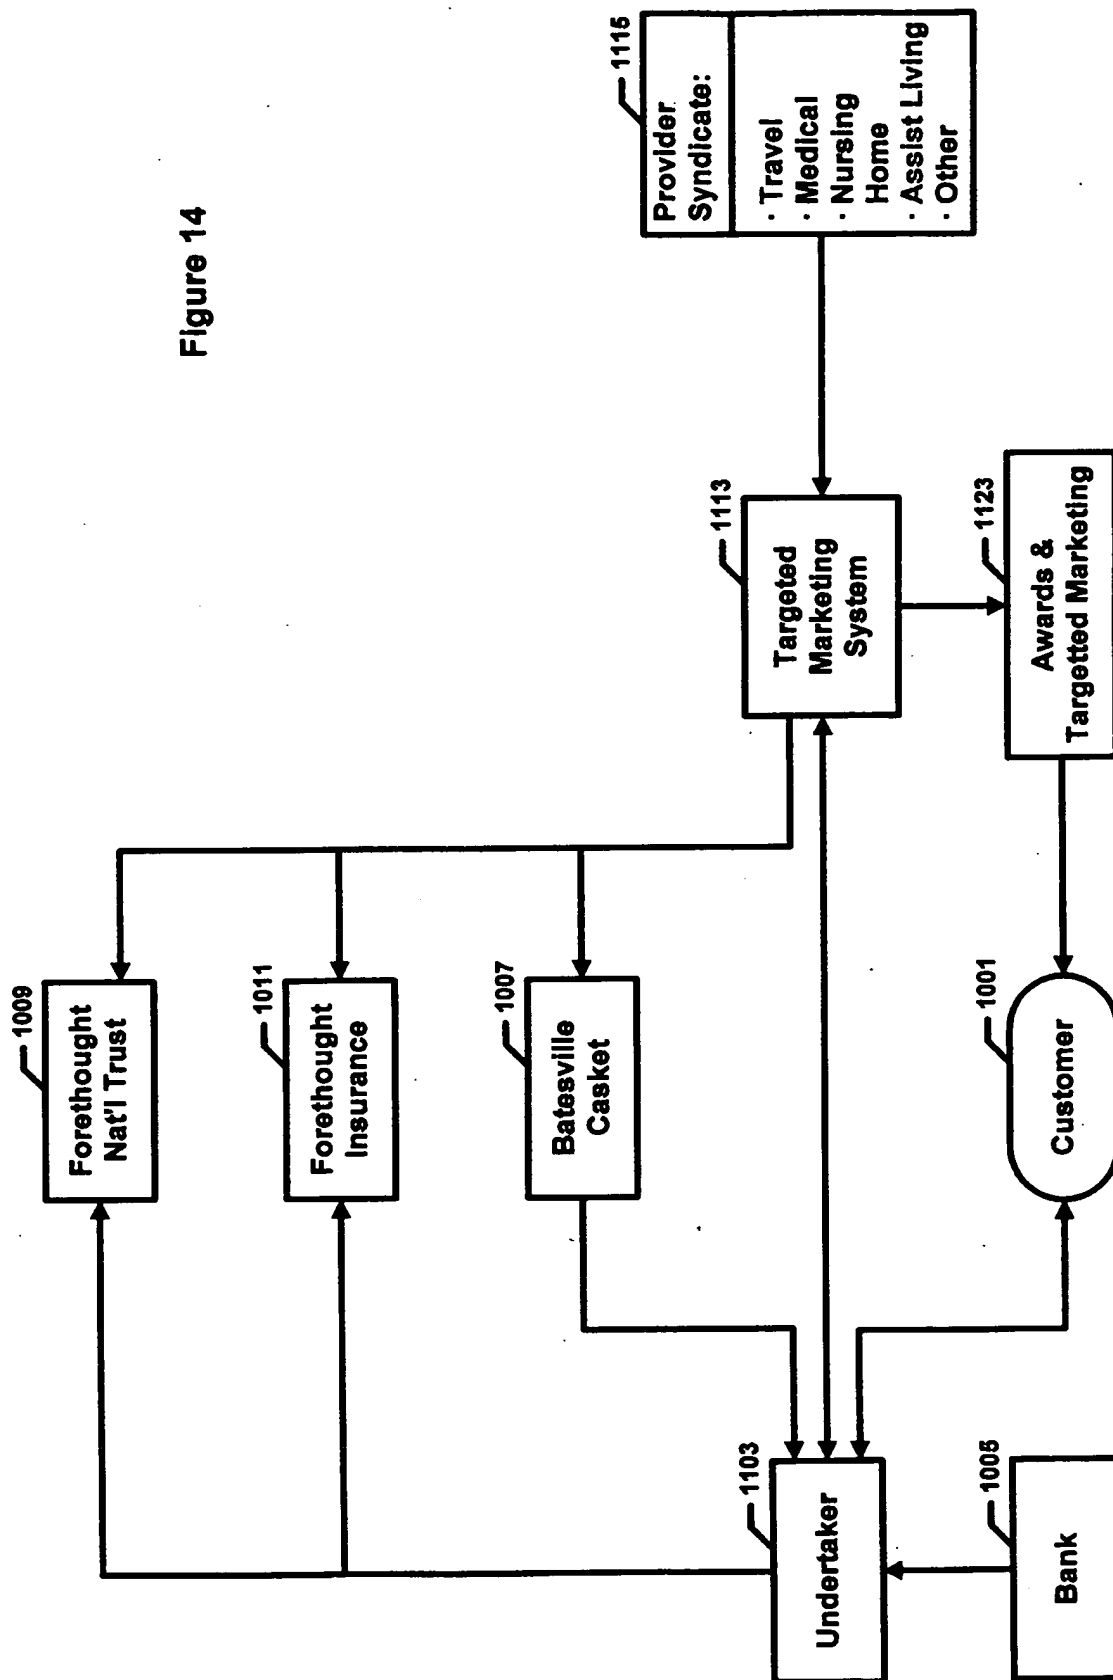 Figure 14
1009
Forethought
Nat'l Trust
1011
Forethought
Insurance
1007
Batesville
Casket
1103
Undertaker
1005
Bank
1001
Customer
1113
Targeted
Marketing
System
1123
Awards &
Targetted Marketing
1115
Provider
Syndicate:
· Travel
· Medical
· Nursing
Home
· Assist Living
· Other